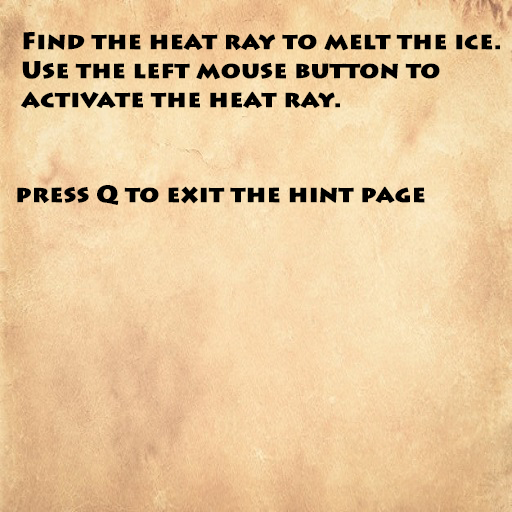 Find the heat ray to melt the ice.
Use the left mouse button to
activate the heat ray.
press Q to exit the hint page